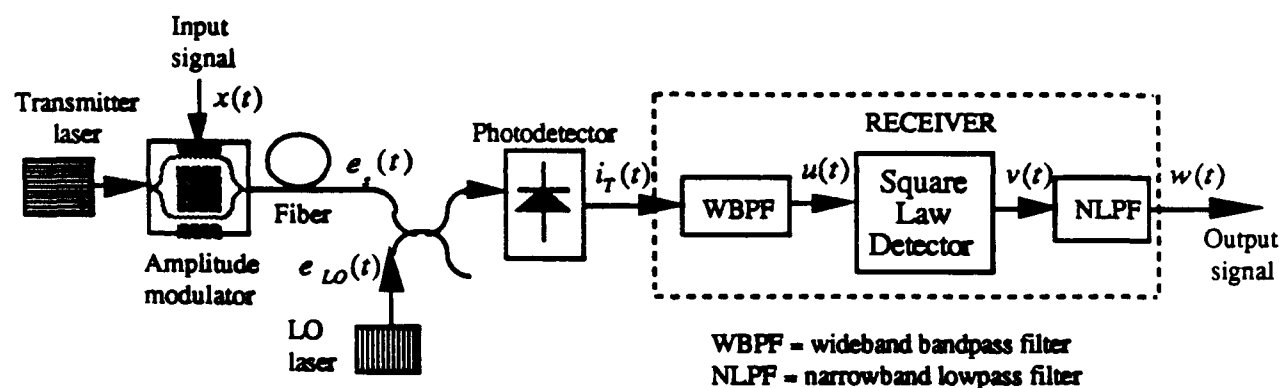 Input
signal
x(t)
Transmitter
laser
Amplitude
modulator
Fiber
e_s(t)
e_LO(t)
LO
laser
Photodetector
i_T(t)
RECEIVER
WBPF
u(t)
Square
Law
Detector
v(t)
NLPF
w(t)
Output
signal
WBPF = wideband bandpass filter
NLPF = narrowband lowpass filter